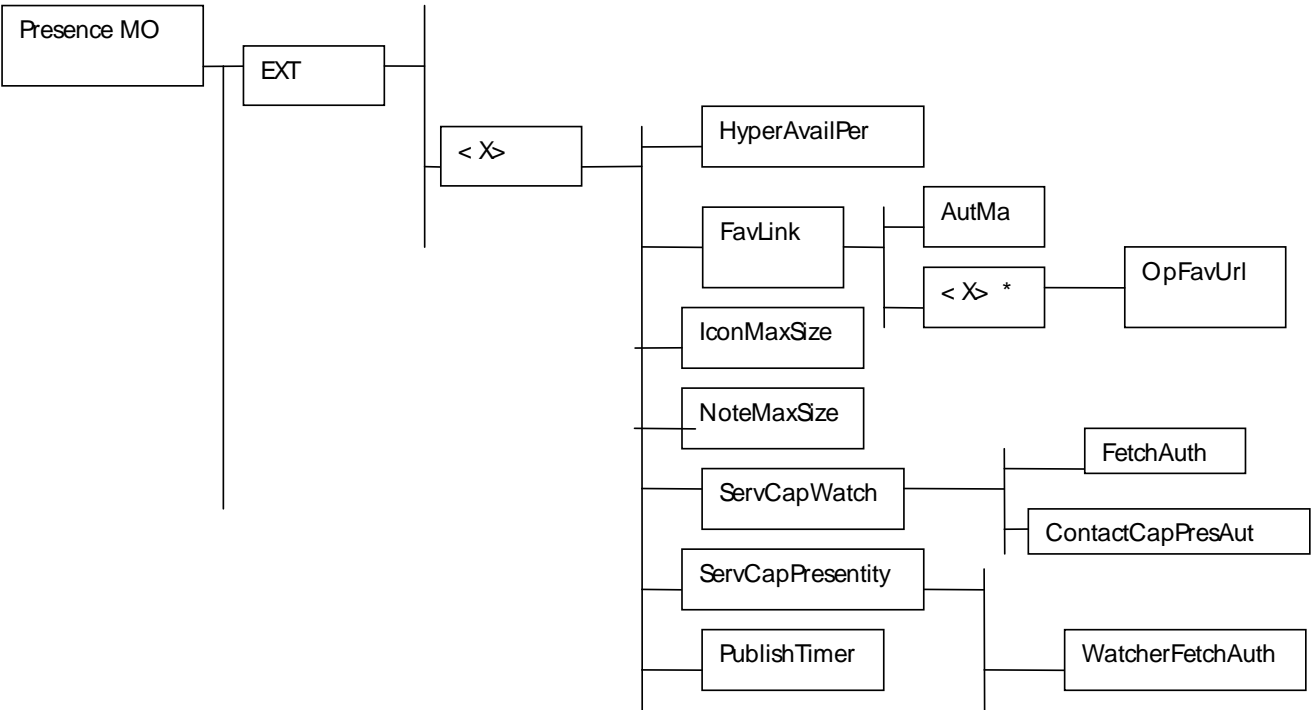 Presence MO
EXT
< X>
HyperAvailPer
FavLink
AutMa
< X> *
OpFavUrl
IconMaxSize
NoteMaxSize
ServCapWatch
FetchAuth
ContactCapPresAut
ServCapPresentity
PublishTimer
WatcherFetchAuth